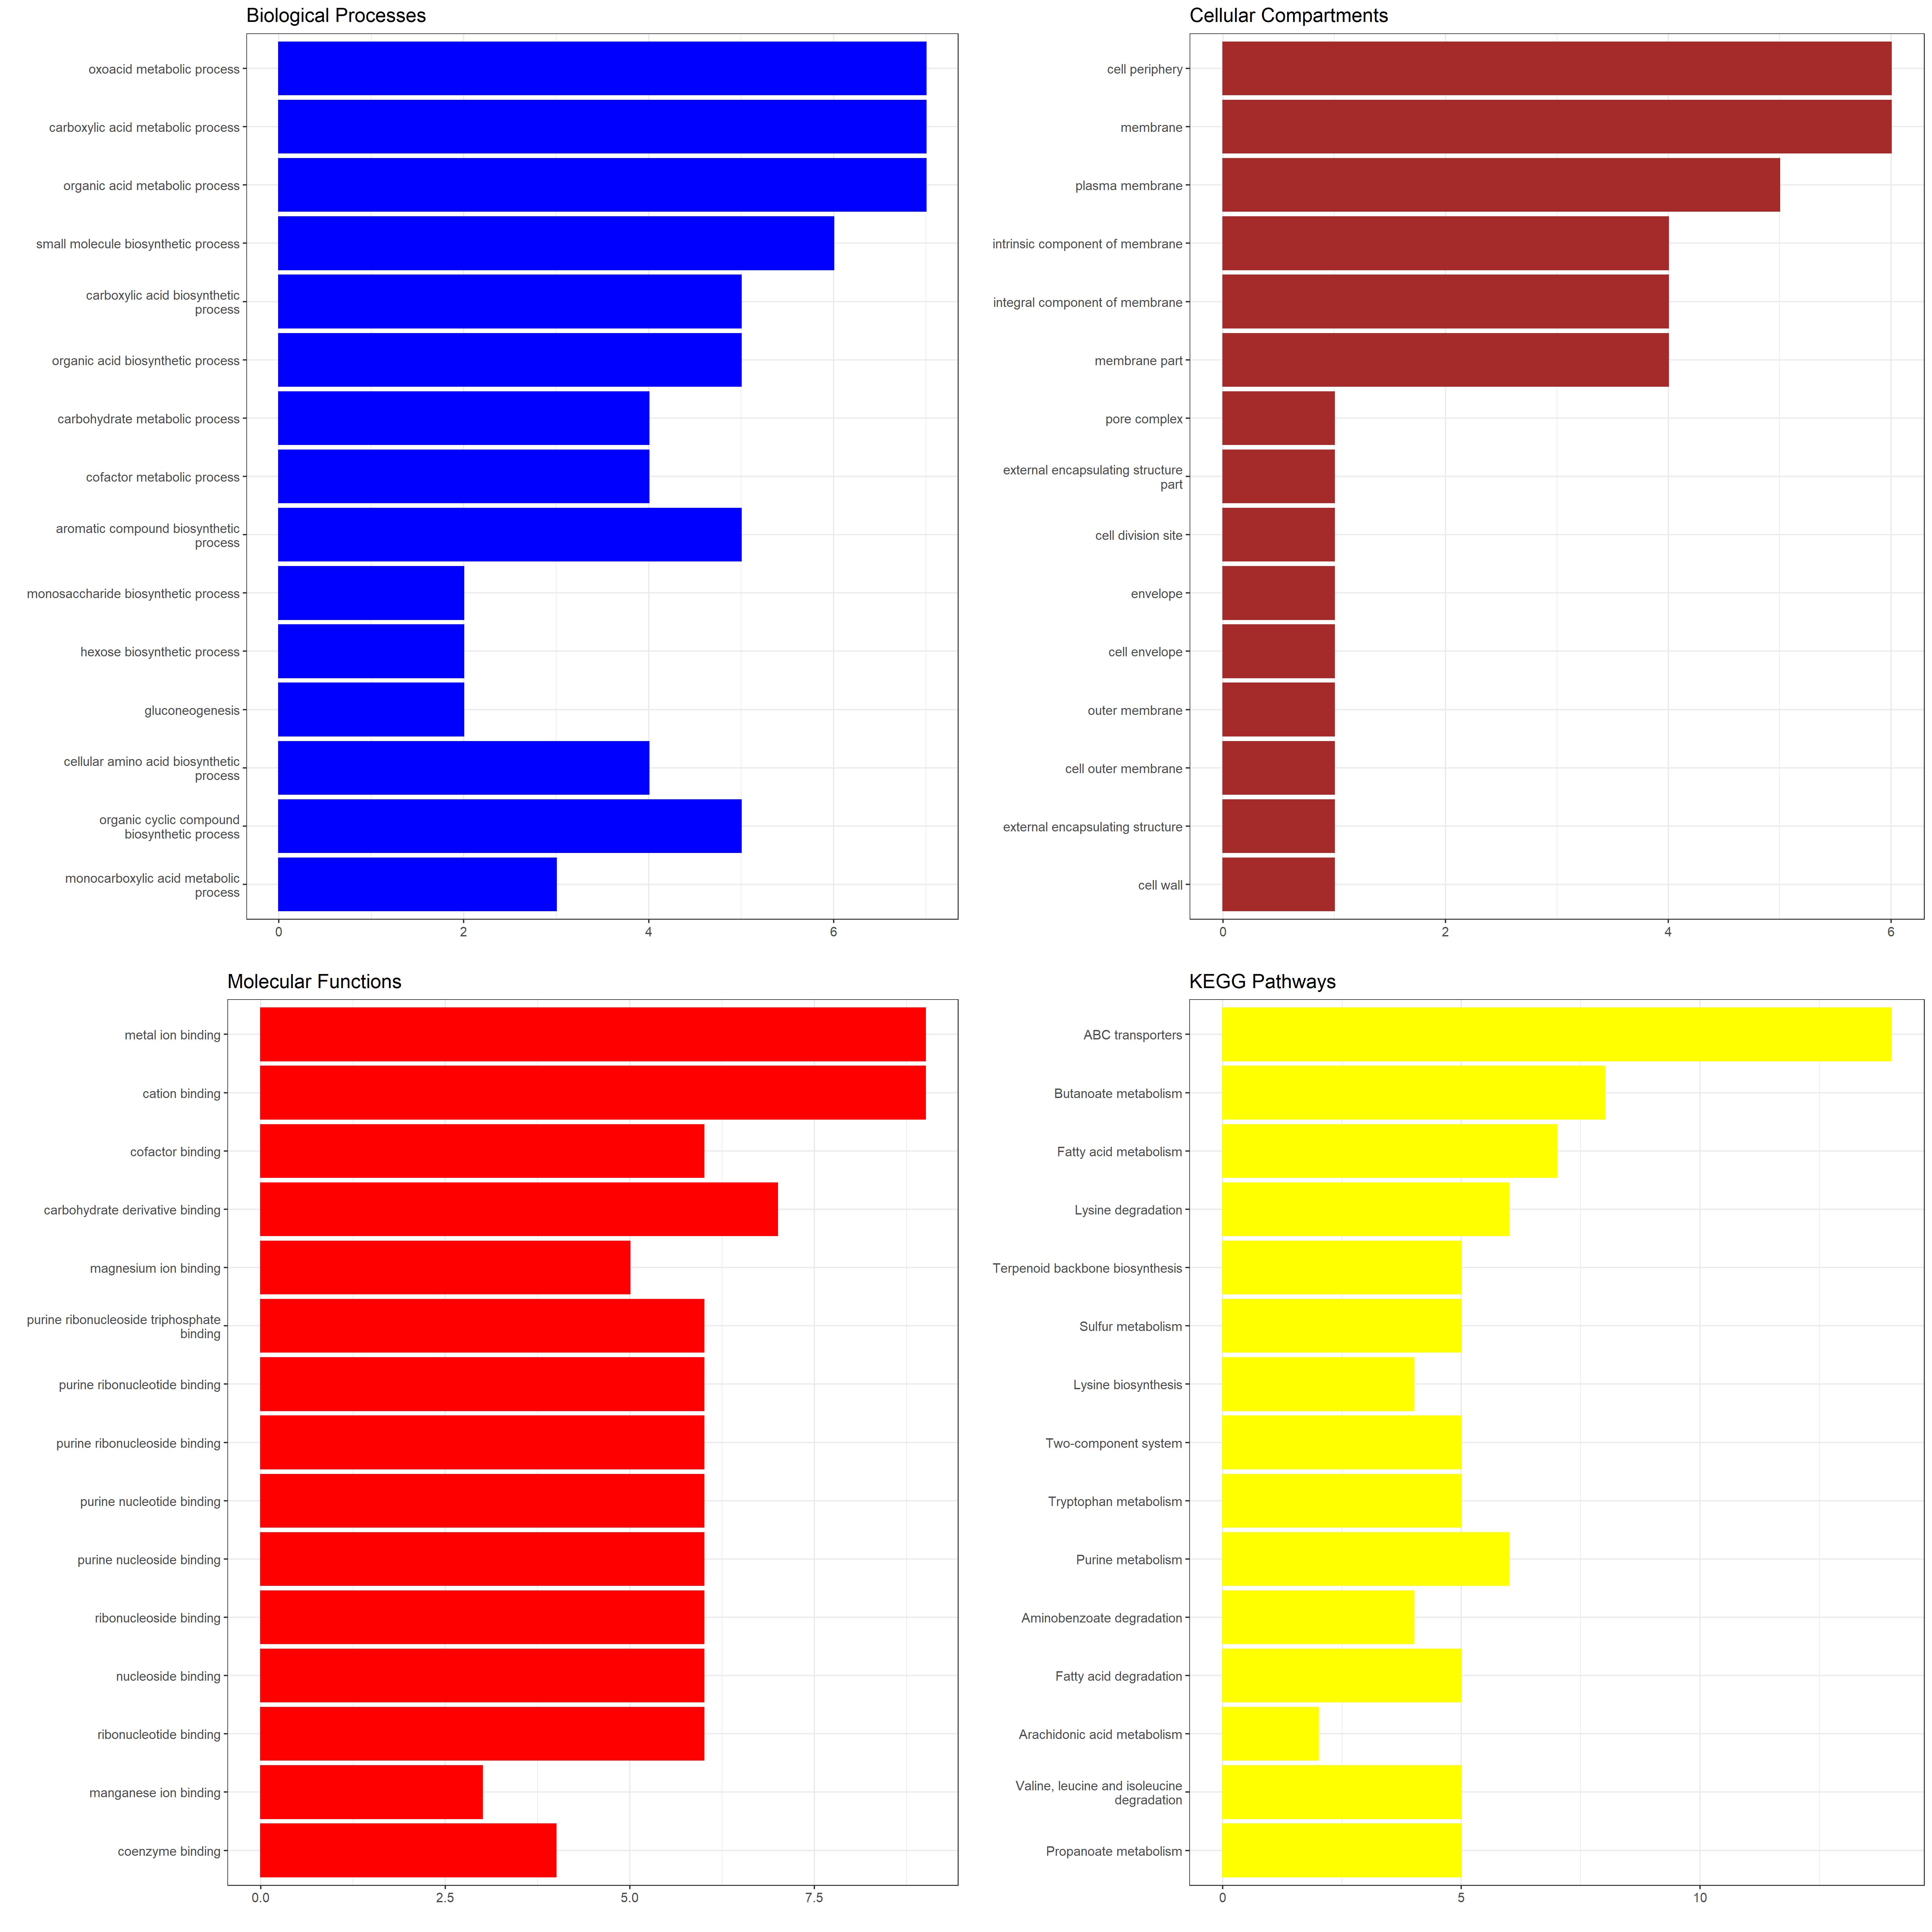 Biological Processes
oxoacid metabolic process
carboxylic acid metabolic process
organic acid metabolic process
small molecule biosynthetic process
carboxylic acid biosynthetic
process
organic acid biosynthetic process
carbohydrate metabolic process
cofactor metabolic process
aromatic compound biosynthetic
process
monosaccharide biosynthetic process
hexose biosynthetic process
gluconeogenesis
cellular amino acid biosynthetic
process
organic cyclic compound
biosynthetic process
monocarboxylic acid metabolic
process
0 2 4 6
Cellular Compartments
cell periphery
membrane
plasma membrane
intrinsic component of membrane
integral component of membrane
membrane part
pore complex
external encapsulating structure
part
cell division site
envelope
cell envelope
outer membrane
cell outer membrane
external encapsulating structure
cell wall
0 2 4 6
Molecular Functions
metal ion binding
cation binding
cofactor binding
carbohydrate derivative binding
magnesium ion binding
purine ribonucleoside triphosphate
binding
purine ribonucleotide binding
purine ribonucleoside binding
purine nucleotide binding
purine nucleoside binding
ribonucleoside binding
nucleoside binding
ribonucleotide binding
manganese ion binding
coenzyme binding
0.0 2.5 5.0 7.5
KEGG Pathways
ABC transporters
Butanoate metabolism
Fatty acid metabolism
Lysine degradation
Terpenoid backbone biosynthesis
Sulfur metabolism
Lysine biosynthesis
Two-component system
Tryptophan metabolism
Purine metabolism
Aminobenzoate degradation
Fatty acid degradation
Arachidonic acid metabolism
Valine, leucine and isoleucine
degradation
Propanoate metabolism
0 5 10